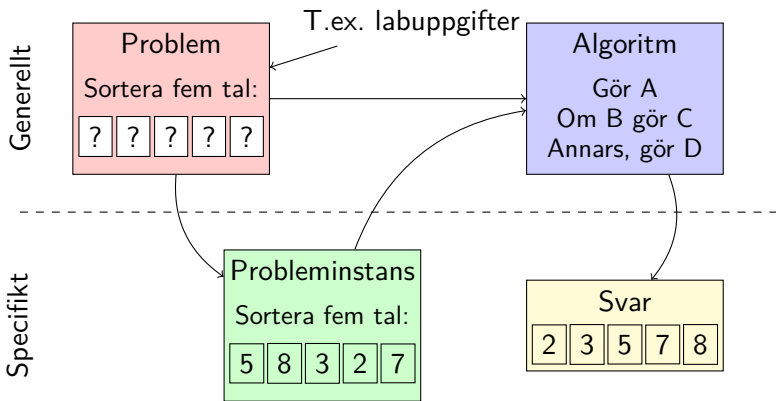 Generellt
Problem
Sortera fem tal:
? ? ? ? ?
T.ex. labuppgifter
Algoritm
Gör A
Om B gör C
Annars, gör D
Specifikt
Probleminstans
Sortera fem tal:
5 8 3 2 7
Svar
2 3 5 7 8